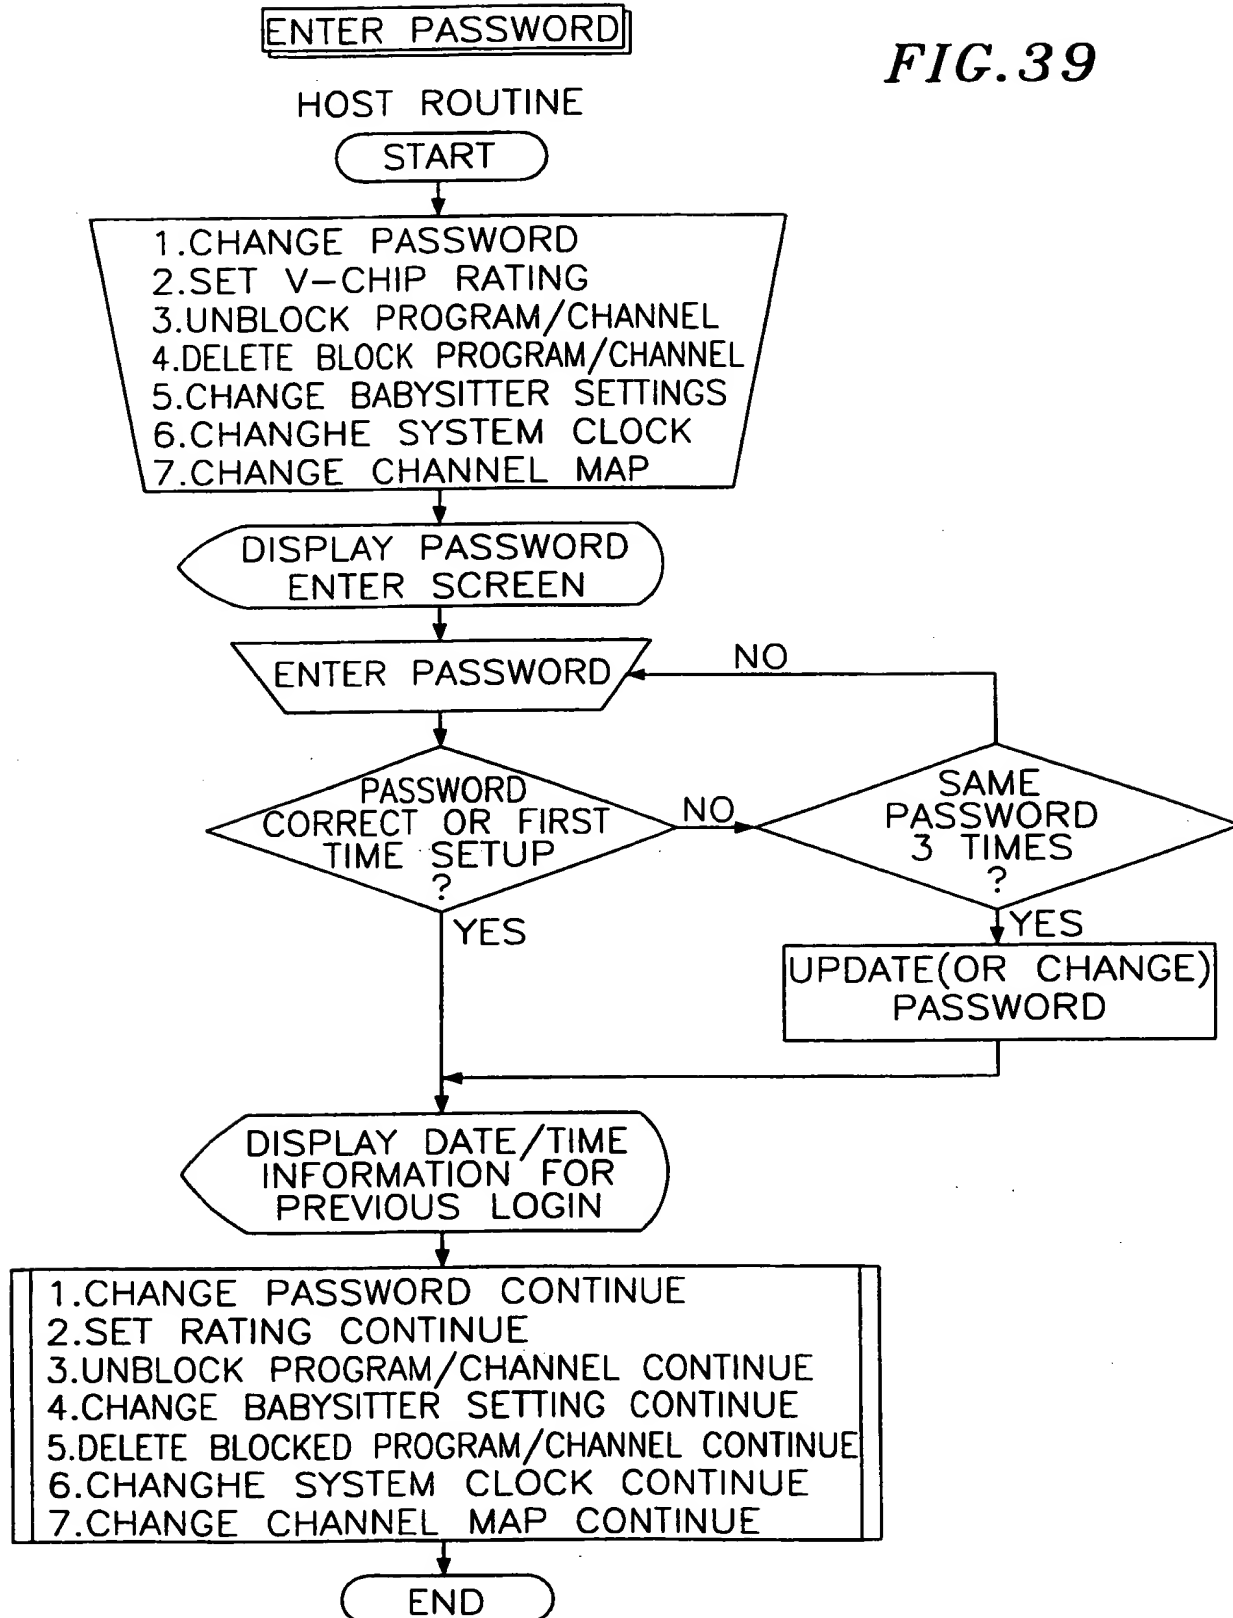 ENTER PASSWORD
FIG.39
HOST ROUTINE
START
1.CHANGE PASSWORD
2.SET V-CHIP RATING
3.UNBLOCK PROGRAM/CHANNEL
4.DELETE BLOCK PROGRAM/CHANNEL
5.CHANGE BABYSITTER SETTINGS
6.CHANGHE SYSTEM CLOCK
7.CHANGE CHANNEL MAP
DISPLAY PASSWORD
ENTER SCREEN
ENTER PASSWORD
NO
PASSWORD
CORRECT OR FIRST
TIME SETUP
?
NO
SAME
PASSWORD
3 TIMES
?
YES
YES
UPDATE(OR CHANGE)
PASSWORD
DISPLAY DATE/TIME
INFORMATION FOR
PREVIOUS LOGIN
1.CHANGE PASSWORD CONTINUE
2.SET RATING CONTINUE
3.UNBLOCK PROGRAM/CHANNEL CONTINUE
4.CHANGE BABYSITTER SETTING CONTINUE
5.DELETE BLOCKED PROGRAM/CHANNEL CONTINUE
6.CHANGHE SYSTEM CLOCK CONTINUE
7.CHANGE CHANNEL MAP CONTINUE
END